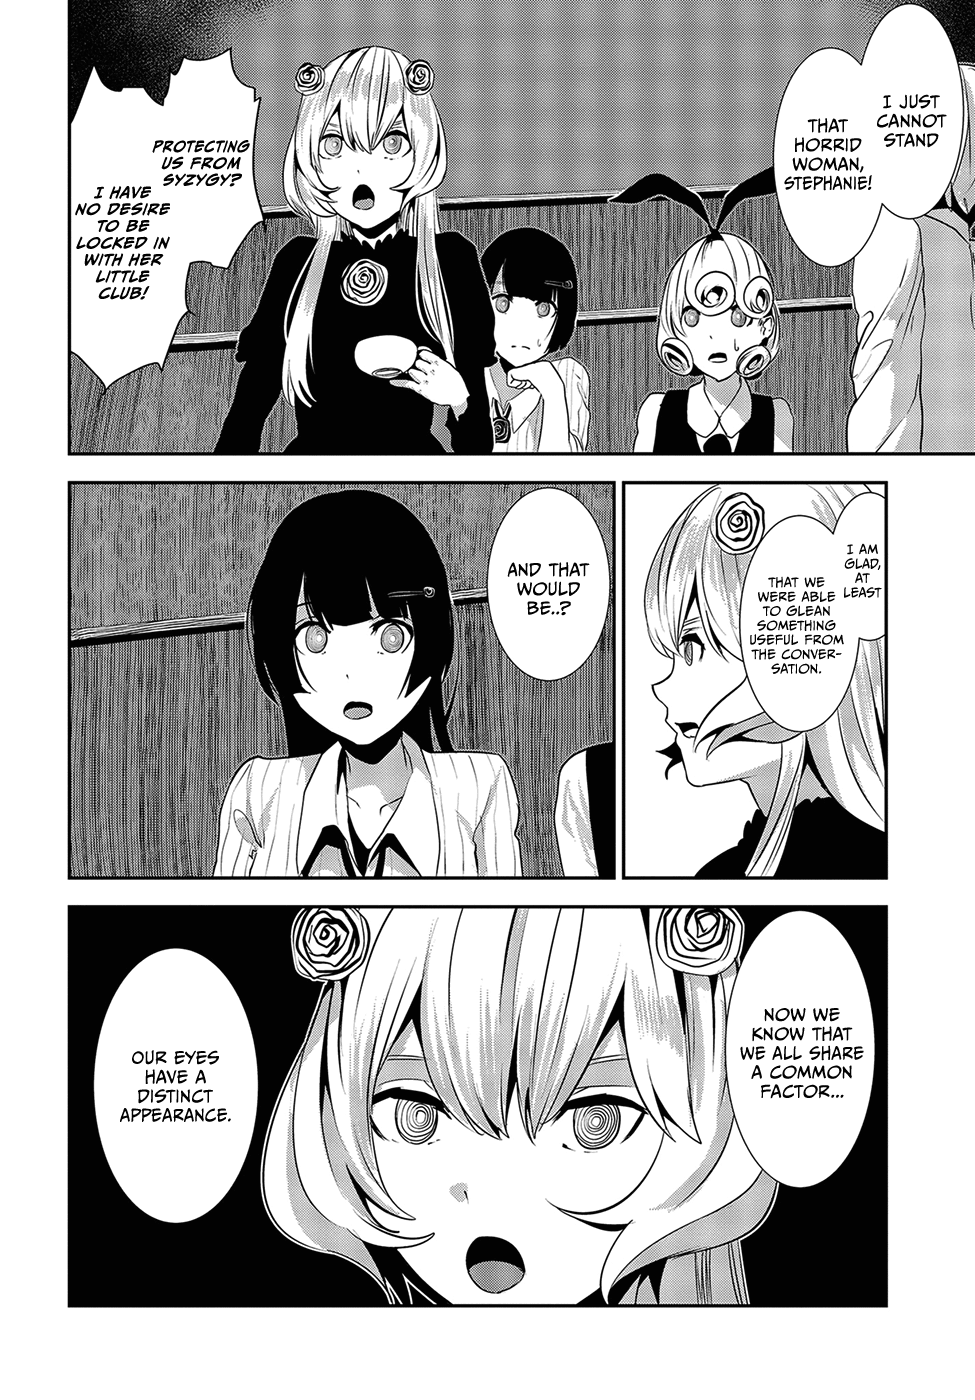 I JUST
CANNOT
STAND
THAT
HORRID
WOMAN,
STEPHANIE!
PROTECTING
US FROM
SYZYGY?
I HAVE
NO DESIRE
TO BE
LOCKED IN
WITH HER
LITTLE
CLUB!
I AM
GLAD,
AT
LEAST
THAT WE
WERE ABLE
TO GLEAN
SOMETHING
USEFUL FROM
THE CONVER-
SATION.
AND THAT
WOULD
BE..?
NOW WE
KNOW THAT
WE ALL SHARE
A COMMON
FACTOR...
OUR EYES
HAVE A
DISTINCT
APPEARANCE.